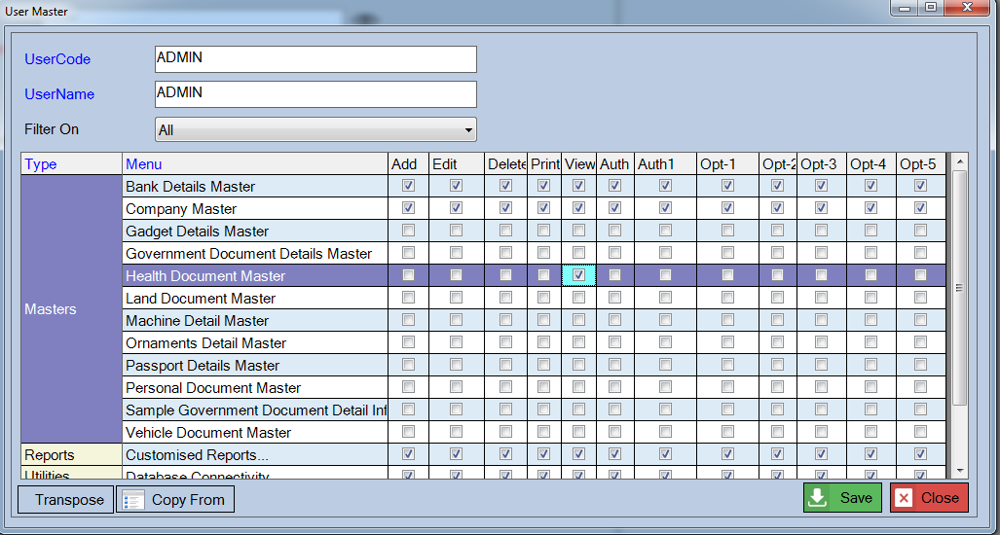 User Master
UserCode ADMIN
UserName ADMIN
Filter On All
Type Menu Add Edit Delete Print View Auth Auth1 Opt-1 Opt-2 Opt-3 Opt-4 Opt-5
Bank Details Master
Company Master
Gadget Details Master
Government Document Details Master
Health Document Master
Land Document Master
Masters
Machine Detail Master
Ornaments Detail Master
Passport Details Master
Personal Document Master
Sample Government Document Detail Inf
Vehicle Document Master
Reports Customised Reports...
Utilities Database Connectivity
Transpose Copy From Save Close